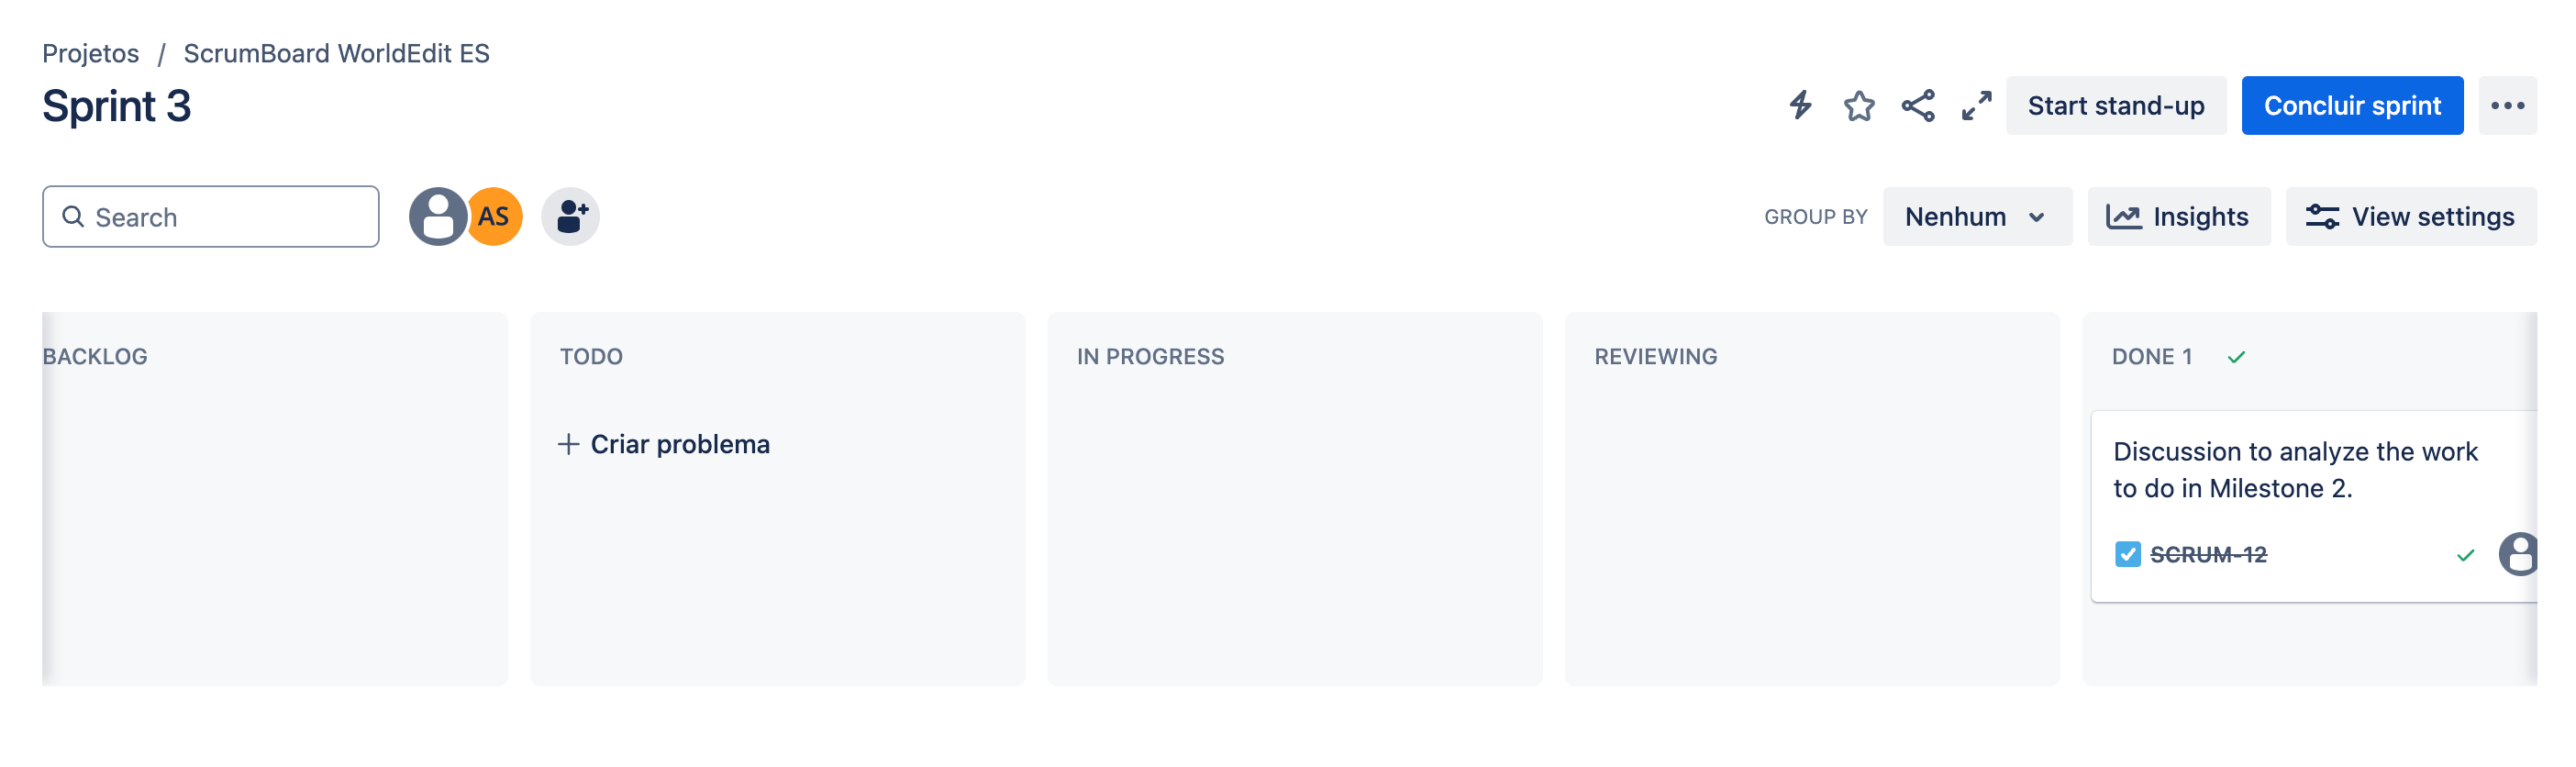 Projetos / ScrumBoard WorldEdit ES
Sprint 3
Start stand-up
Concluir sprint
Search
AS
GROUP BY
Nenhum
Insights
View settings
BACKLOG
TODO
IN PROGRESS
REVIEWING
DONE 1
+ Criar problema
Discussion to analyze the work
to do in Milestone 2.
SCRUM-12